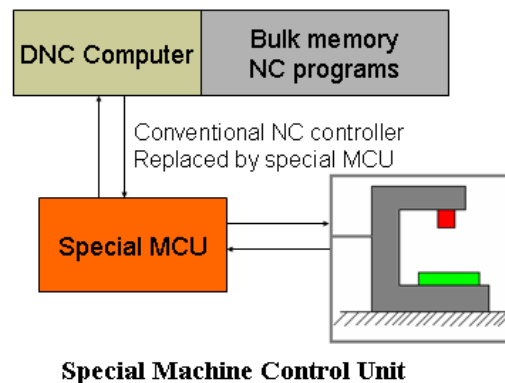 DNC Computer
Bulk memory
NC programs
Conventional NC controller
Replaced by special MCU
Special MCU
Special Machine Control Unit